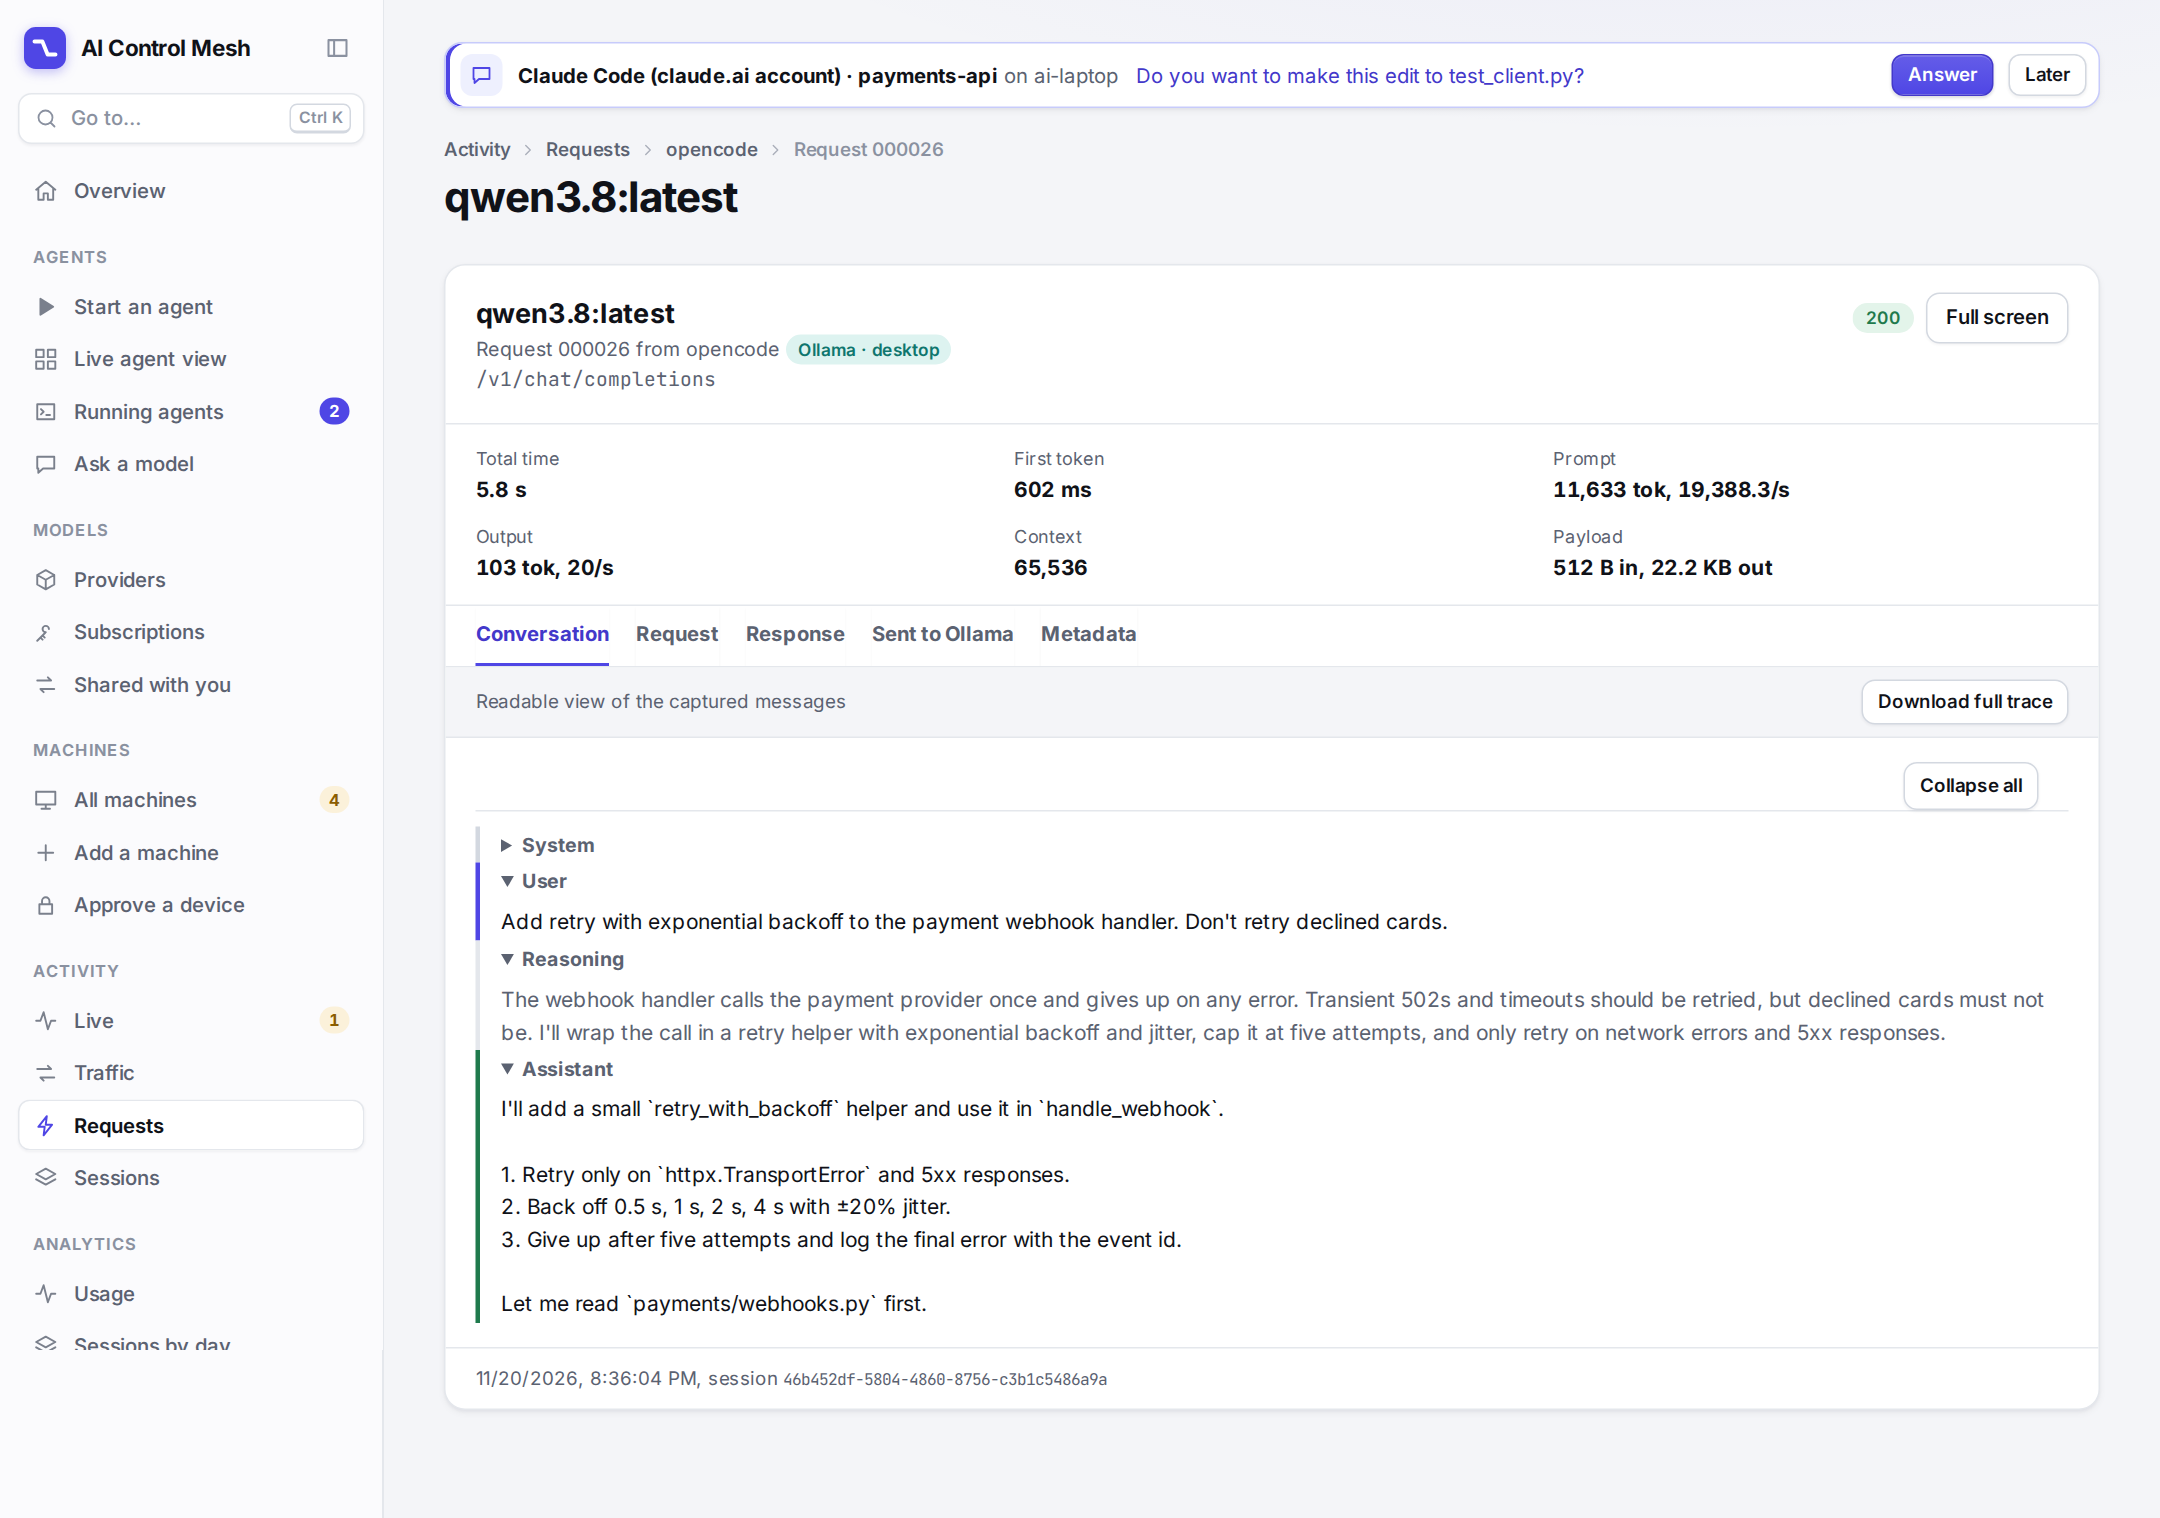 AI Control Mesh
Go to...
Ctrl K
Overview
AGENTS
Start an agent
Live agent view
Running agents
2
Ask a model
MODELS
Providers
Subscriptions
Shared with you
MACHINES
All machines
4
Add a machine
Approve a device
ACTIVITY
Live
1
Traffic
Requests
Sessions
ANALYTICS
Usage
Sessions by day
Claude Code (claude.ai account) · payments-api on ai-laptop Do you want to make this edit to test_client.py?
Answer
Later
Activity > Requests > opencode > Request 000026
qwen3.8:latest
qwen3.8:latest
200
Full screen
Request 000026 from opencode Ollama · desktop
/v1/chat/completions
Total time
5.8 s
First token
602 ms
Prompt
11,633 tok, 19,388.3/s
Output
103 tok, 20/s
Context
65,536
Payload
512 B in, 22.2 KB out
Conversation Request Response Sent to Ollama Metadata
Readable view of the captured messages
Download full trace
Collapse all
System
User
Add retry with exponential backoff to the payment webhook handler. Don't retry declined cards.
Reasoning
The webhook handler calls the payment provider once and gives up on any error. Transient 502s and timeouts should be retried, but declined cards must not
be. I'll wrap the call in a retry helper with exponential backoff and jitter, cap it at five attempts, and only retry on network errors and 5xx responses.
Assistant
I'll add a small `retry_with_backoff` helper and use it in `handle_webhook`.
1. Retry only on `httpx.TransportError` and 5xx responses.
2. Back off 0.5 s, 1 s, 2 s, 4 s with ±20% jitter.
3. Give up after five attempts and log the final error with the event id.
Let me read `payments/webhooks.py` first.
11/20/2026, 8:36:04 PM, session 46b452df-5804-4860-8756-c3b1c5486a9a